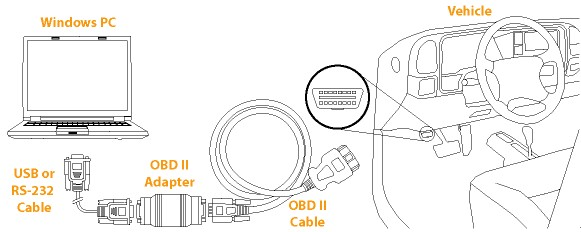 Windows PC
Vehicle
USB or
RS-232
Cable
OBD II
Adapter
OBD II
Cable